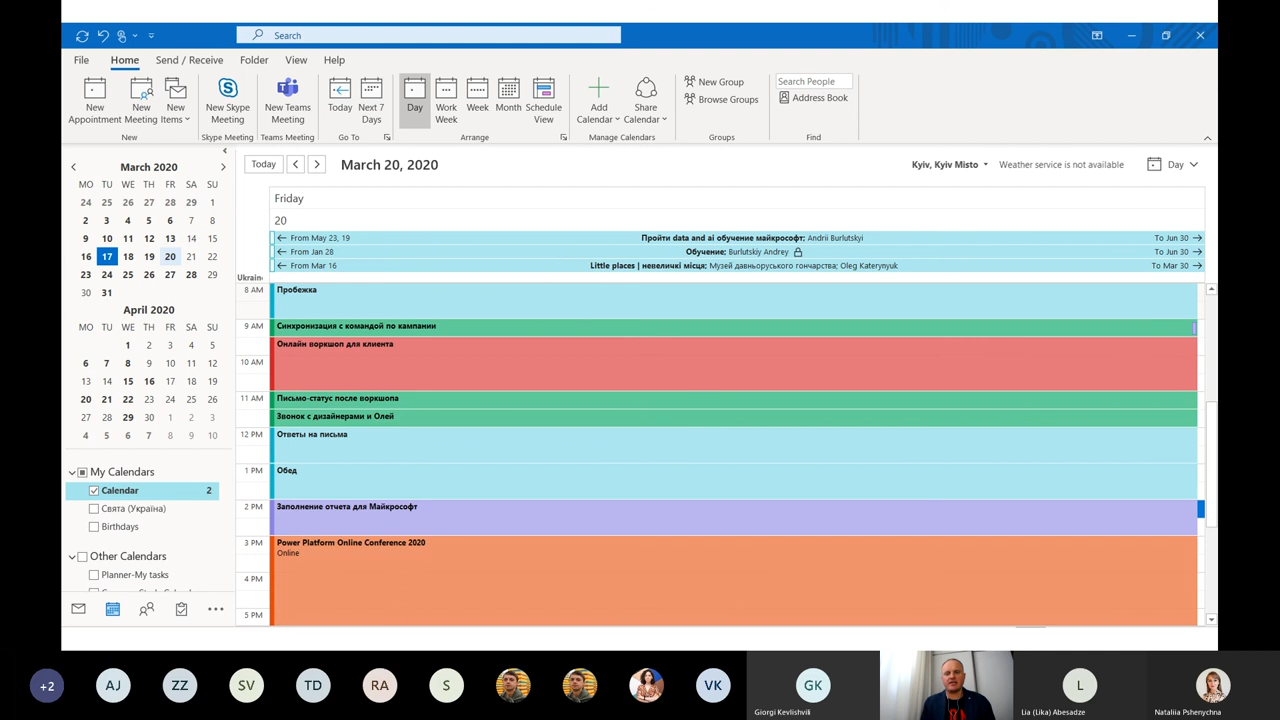 Search
File Home Send / Receive Folder View Help
New Appointment
New Meeting
New Items
New Skype Meeting
New Teams Meeting
Today
Next 7 Days
Day
Work Week
Week
Month
Schedule View
Add Calendar
Share Calendar
New Group
Browse Groups
Search People
Address Book
New Skype Meeting Teams Meeting Go To Arrange Manage Calendars Groups Find
March 2020
MO TU WE TH FR SA SU
24 25 26 27 28 29 1
2 3 4 5 6 7 8
9 10 11 12 13 14 15
16 17 18 19 20 21 22
23 24 25 26 27 28 29
30 31
April 2020
MO TU WE TH FR SA SU
1 2 3 4 5
6 7 8 9 10 11 12
13 14 15 16 17 18 19
20 21 22 23 24 25 26
27 28 29 30 1 2 3
4 5 6 7 8 9 10
My Calendars
Calendar 2
Свята (Україна)
Birthdays
Other Calendars
Planner-My tasks
Today March 20, 2020 Kyiv, Kyiv Misto Weather service is not available Day
Friday
20
From May 23, 19 Пройти data and ai обучение майкрософт; Andrii Burlutskyi To Jun 30
From Jan 28 Обучение; Burlutskiy Andrey To Jun 30
From Mar 16 Little places | невеличкі місця; Музей давньоруського гончарства; Oleg Katerynyuk To Mar 30
Ukraine
8 AM Пробежка
9 AM Синхронизация с командой по кампании
Онлайн воркшоп для клиента
10 AM
11 AM Письмо-статус после воркшопа
Звонок с дизайнерами и Олей
12 PM Ответы на письма
1 PM Обед
2 PM Заполнение отчета для Майкрософт
3 PM Power Platform Online Conference 2020
Online
4 PM
5 PM
+2 AJ ZZ SV TD RA S VK GK L
Giorgi Kevlishvili Lia (Lika) Abesadze Nataliia Pshenychna